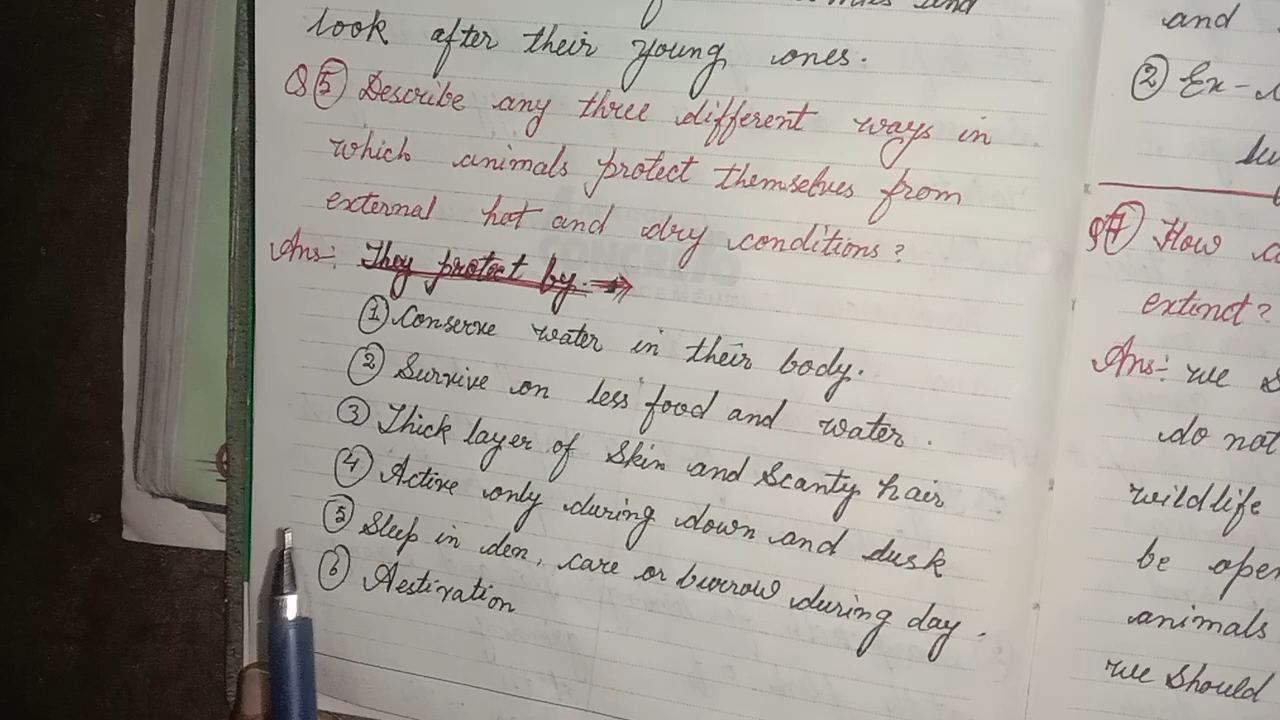 look after their young ones.
Q⑤ Describe any three different ways in
which animals protect themselves from
external hot and dry conditions?
Ans:- They protect by. →
① Conserve water in their body.
② Survive on less food and water.
③ Thick layer of Skin and Scanty hair
④ Active only during down and dusk
⑤ Sleep in den, care or burrow during day.
⑥ Aestivation
and
② Ex-
Q⑦ How
extinct?
Ans:- we
do not
wildlife
be
animals
we should